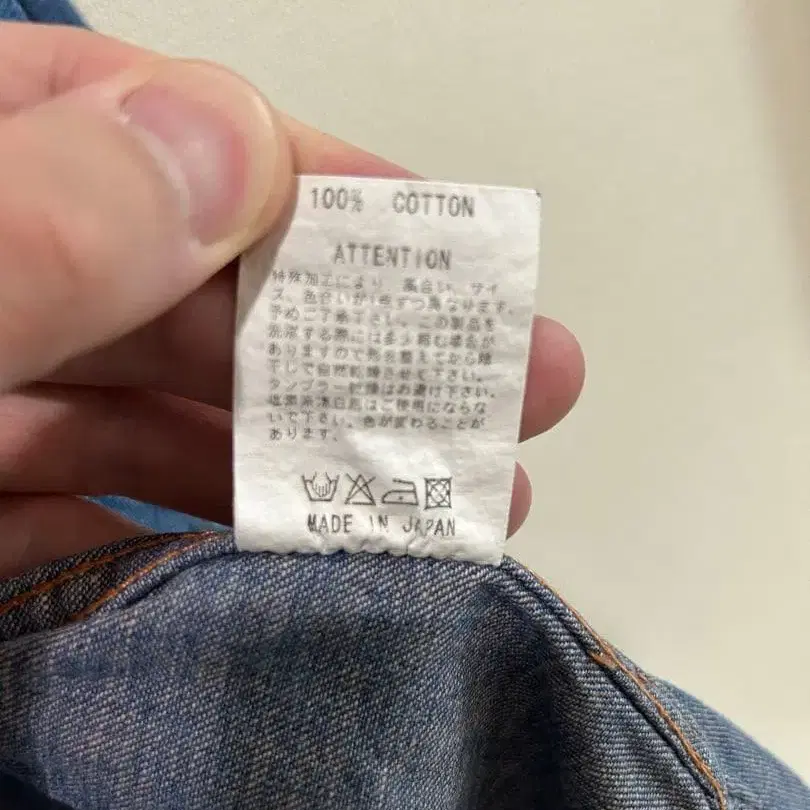 100% COTTON
ATTENTION
特殊加工により、風合い、サイ
ズ、色合いが1着ずつ異なります。
予めご了承下さい。この製品を
洗濯する際には多少縮む場合が
ありますので形を整えてから陰
干しで自然乾燥させて下さい。
タンブラー乾燥はお避け下さい。
塩素系漂白剤はご使用にならな
いで下さい。色が変わることが
あります。
MADE IN JAPAN